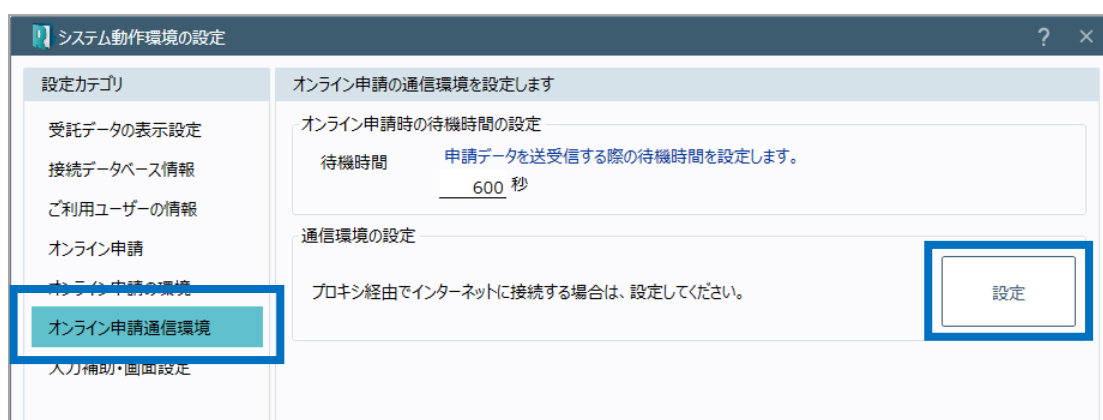 システム動作環境の設定
? ×
設定カテゴリ
受託データの表示設定
接続データベース情報
ご利用ユーザーの情報
オンライン申請
オンライン申請の環境
オンライン申請通信環境
入力補助・画面設定
オンライン申請の通信環境を設定します
オンライン申請時の待機時間の設定
待機時間
申請データを送受信する際の待機時間を設定します。
600 秒
通信環境の設定
プロキシ経由でインターネットに接続する場合は、設定してください。
設定